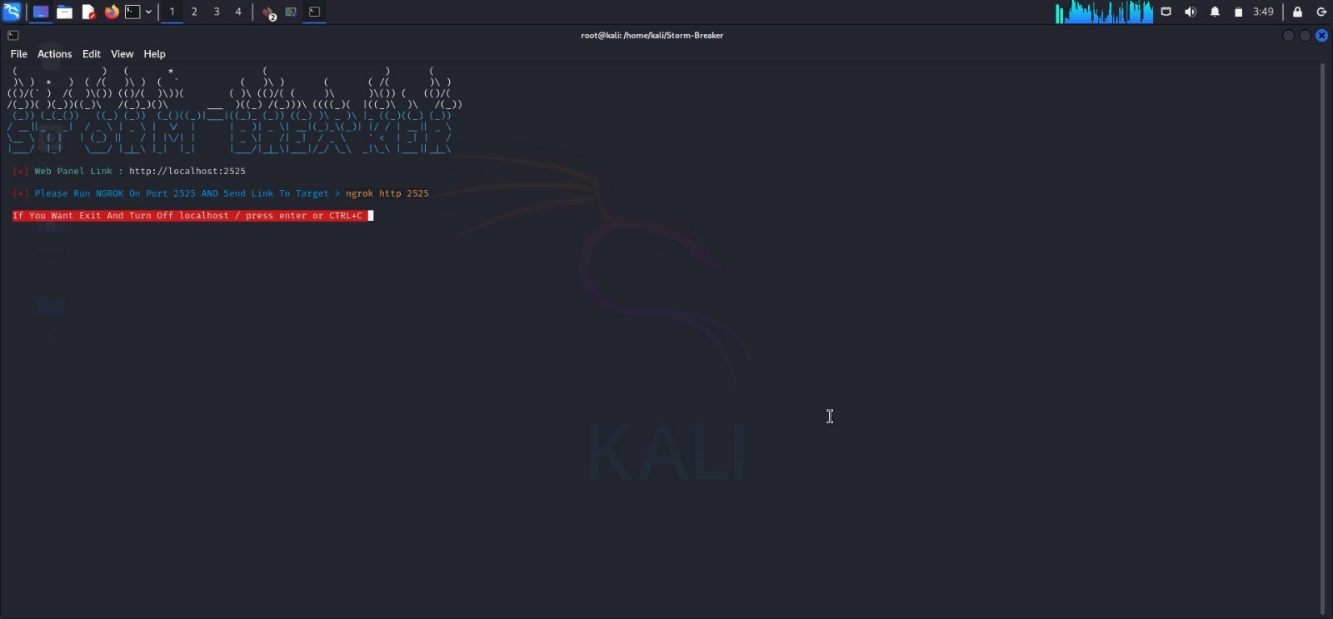 3:49
1 2 3 4
root@kali: /home/kali/Storm-Breaker
File Actions Edit View Help
STORM-BREAKER
[+] Web Panel Link : http://localhost:2525
[+] Please Run NGROK On Port 2525 AND Send Link To Target > ngrok http 2525
If You Want Exit And Turn Off localhost / press enter or CTRL+C
KALI